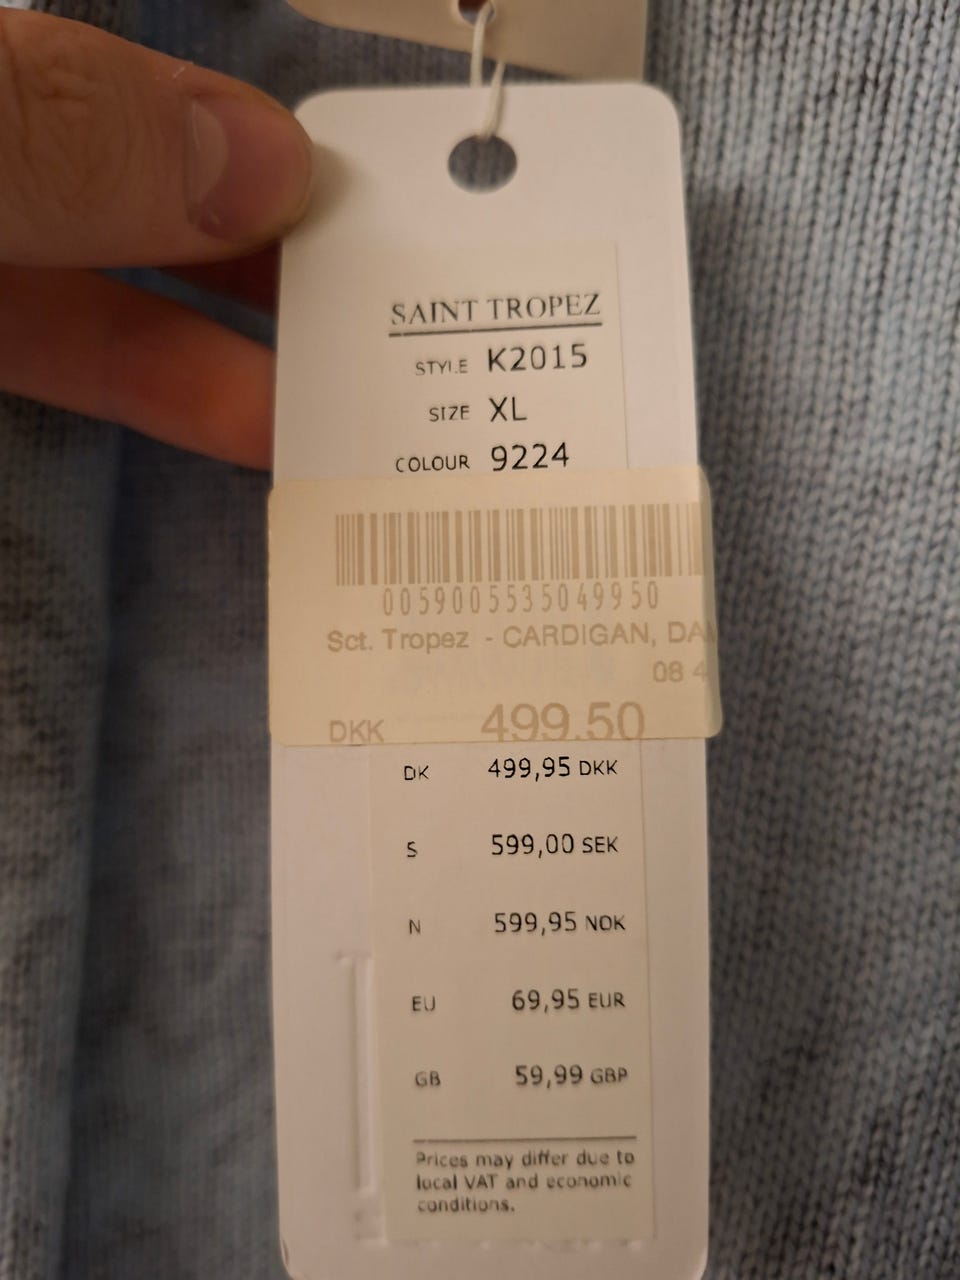 SAINT TROPEZ
STYLE K2015
SIZE XL
COLOUR 9224
0059005535049950
Sct. Tropez - CARDIGAN,
08 4
DKK 499.50
DK 499,95 DKK
S 599,00 SEK
N 599,95 NOK
EU 69,95 EUR
GB 59,99 GBP
Prices may differ due to
local VAT and economic
conditions.